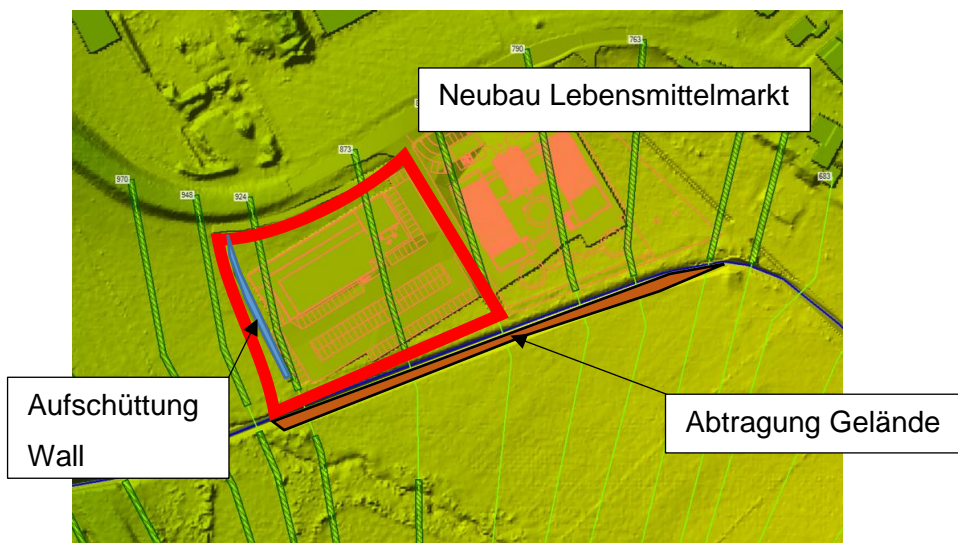 790
763
Neubau Lebensmittelmarkt
873
970
948
924
683
Aufschüttung
Wall
Abtragung Gelände